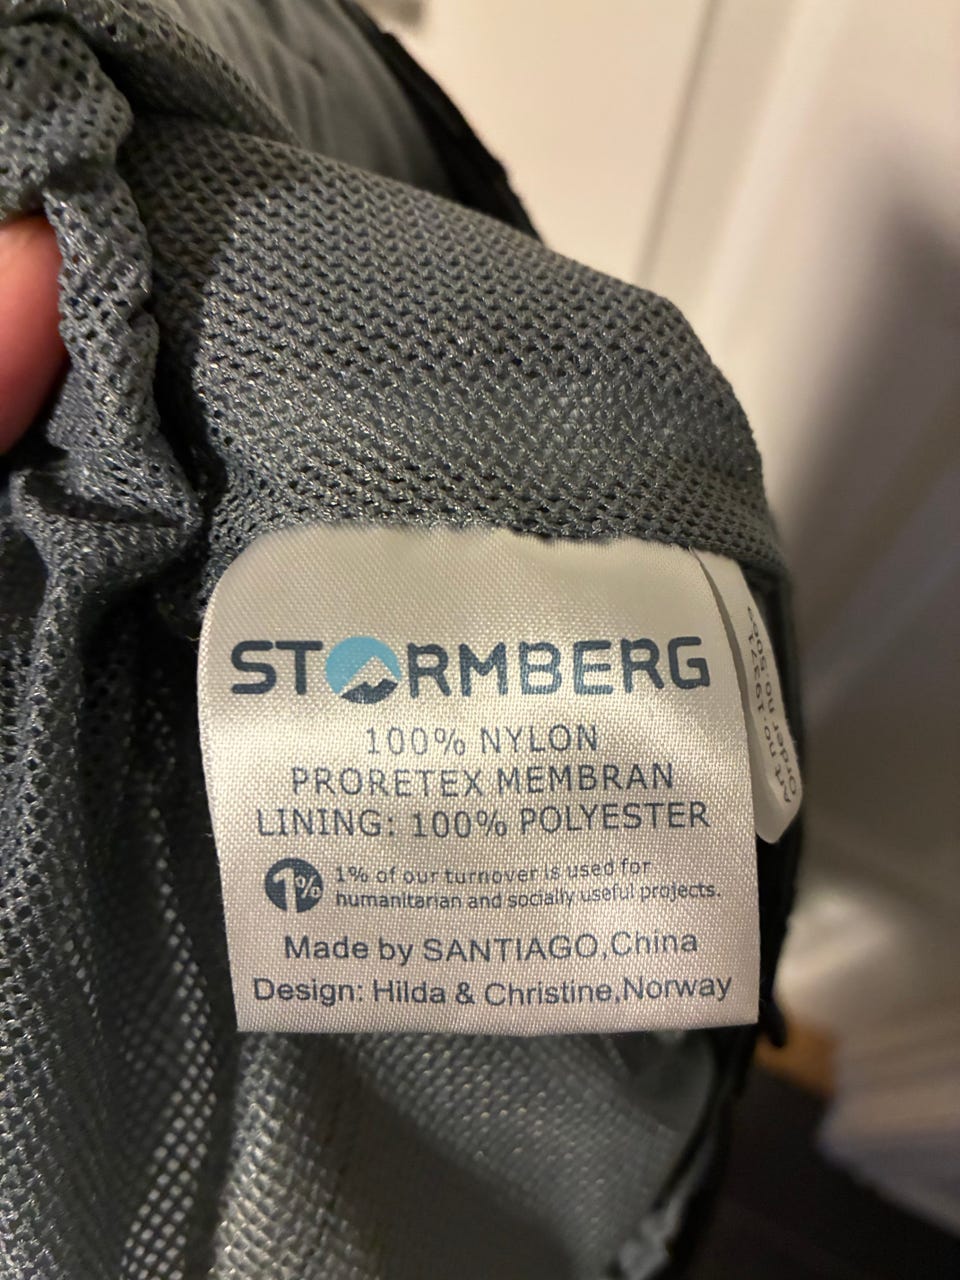 STORMBERG
100% NYLON
PRORETEX MEMBRAN
LINING: 100% POLYESTER
1% 1% of our turnover is used for
humanitarian and socially useful projects.
Made by SANTIAGO,China
Design: Hilda & Christine,Norway